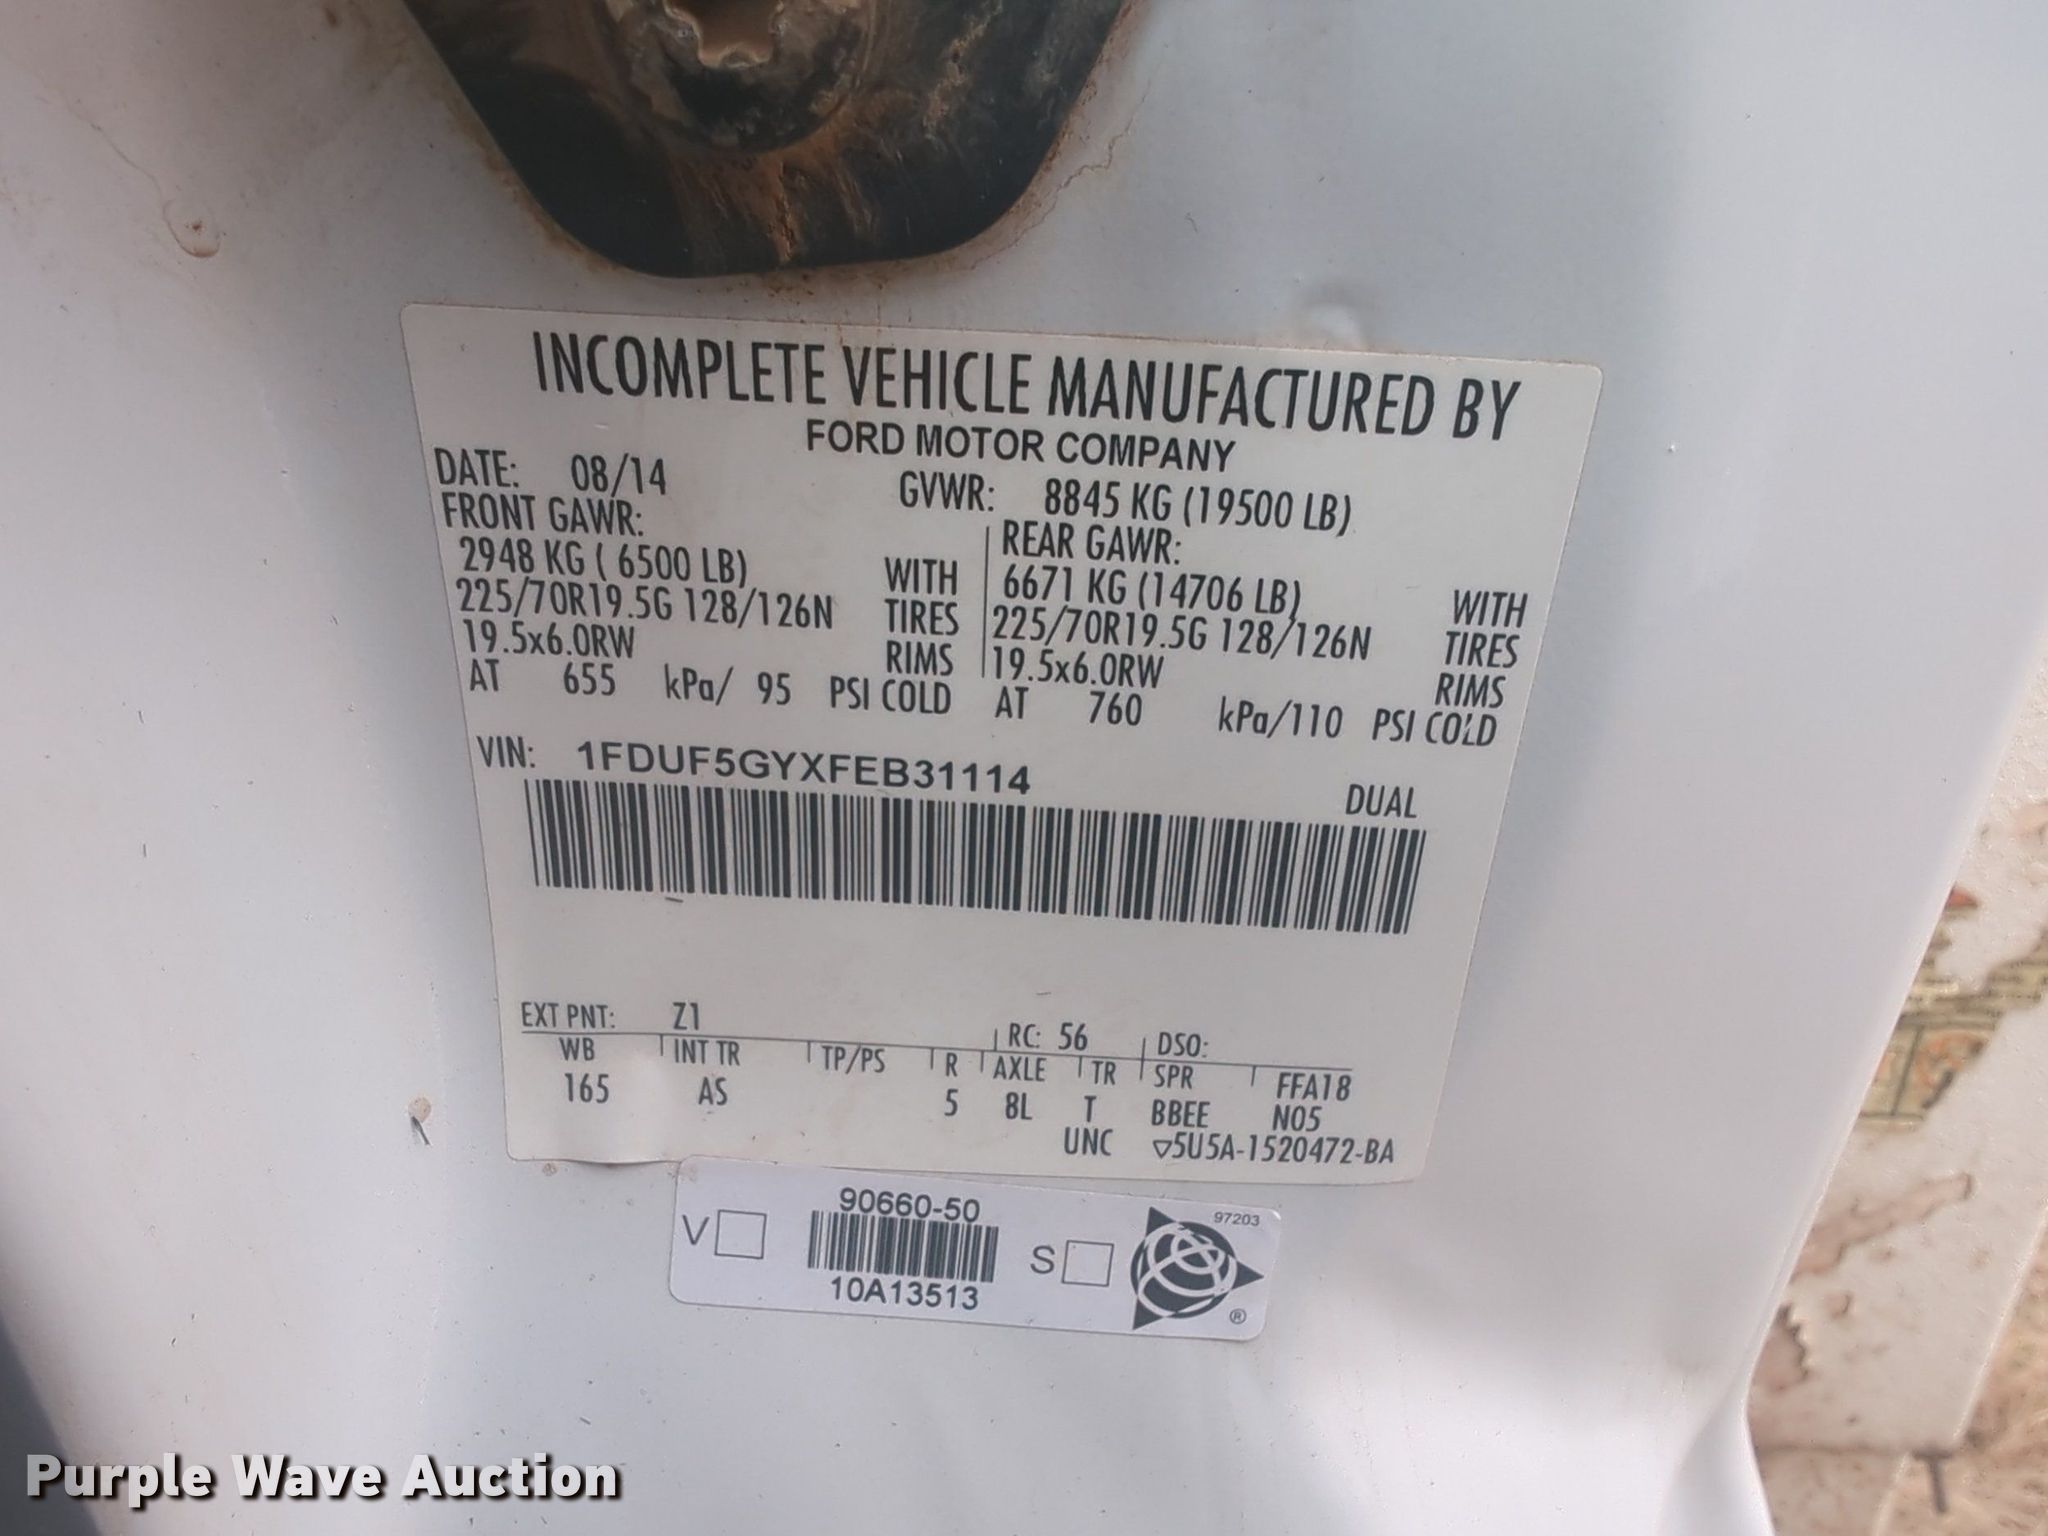 INCOMPLETE VEHICLE MANUFACTURED BY
FORD MOTOR COMPANY
DATE: 08/14 GVWR: 8845 KG (19500 LB)
FRONT GAWR: REAR GAWR:
2948 KG ( 6500 LB) WITH 6671 KG (14706 LB) WITH
225/70R19.5G 128/126N TIRES 225/70R19.5G 128/126N TIRES
19.5x6.0RW RIMS 19.5x6.0RW RIMS
AT 655 kPa/ 95 PSI COLD AT 760 kPa/110 PSI COLD
VIN: 1FDUF5GYXFEB31114
DUAL
EXT PNT: Z1 RC: 56 DSO:
WB INT TR TP/PS R AXLE TR SPR FFA18
165 AS 5 8L T BBEE N05
UNC ▽5U5A-1520472-BA
90660-50 97203
V S
10A13513 ®
Purple Wave Auction